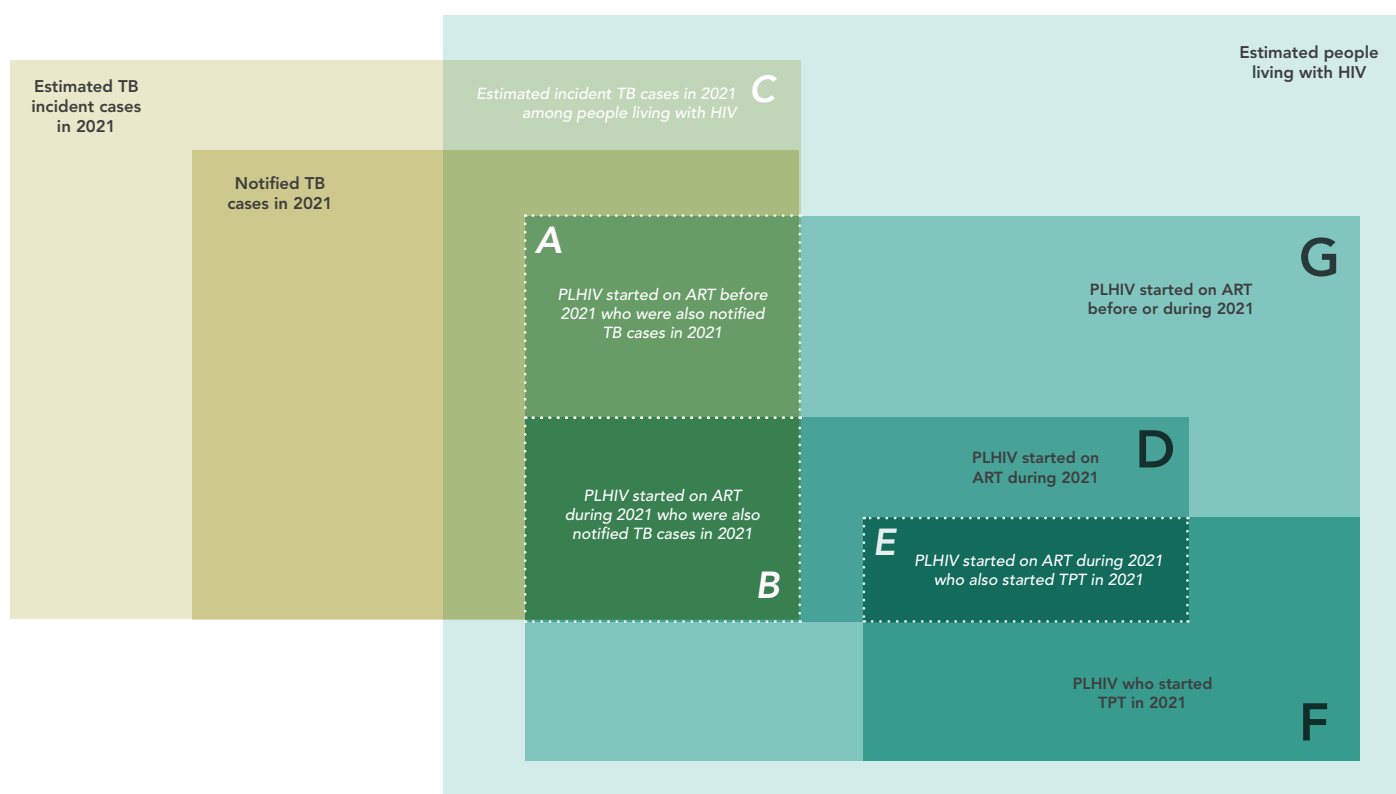 Estimated people
living with HIV
Estimated TB
incident cases
in 2021
Estimated incident TB cases in 2021
among people living with HIV
C
Notified TB
cases in 2021
A
PLHIV started on ART before
2021 who were also notified
TB cases in 2021
G
PLHIV started on ART
before or during 2021
PLHIV started on
ART during 2021
D
PLHIV started on ART
during 2021 who were also
notified TB cases in 2021
B
E
PLHIV started on ART during 2021
who also started TPT in 2021
PLHIV who started
TPT in 2021
F